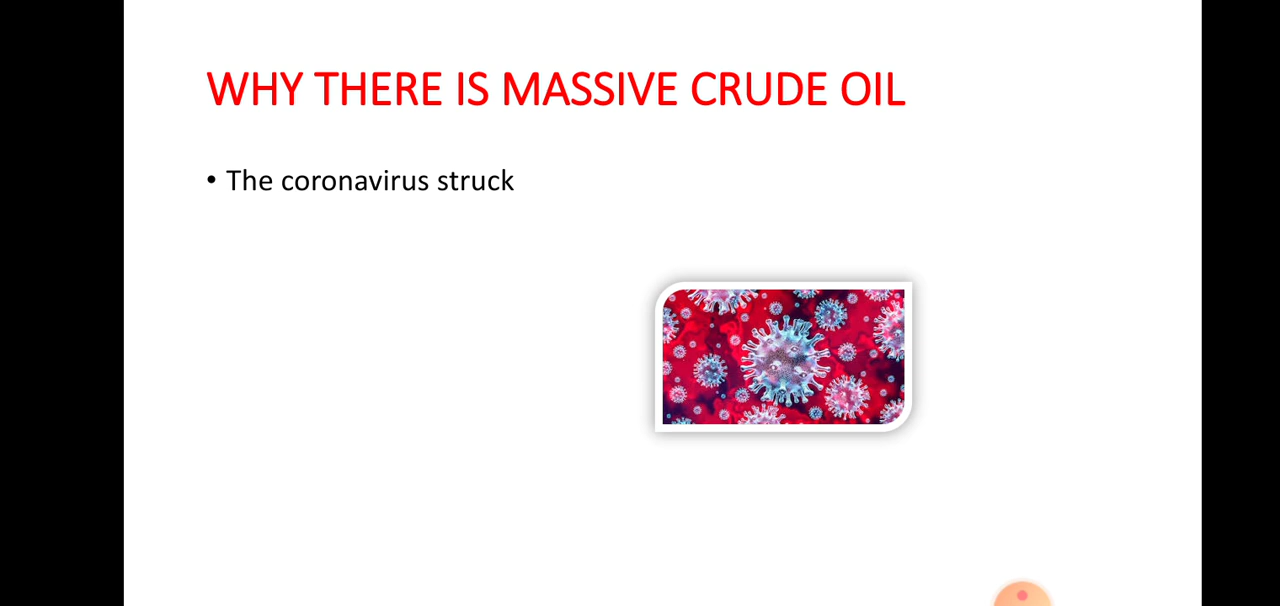 WHY THERE IS MASSIVE CRUDE OIL
• The coronavirus struck